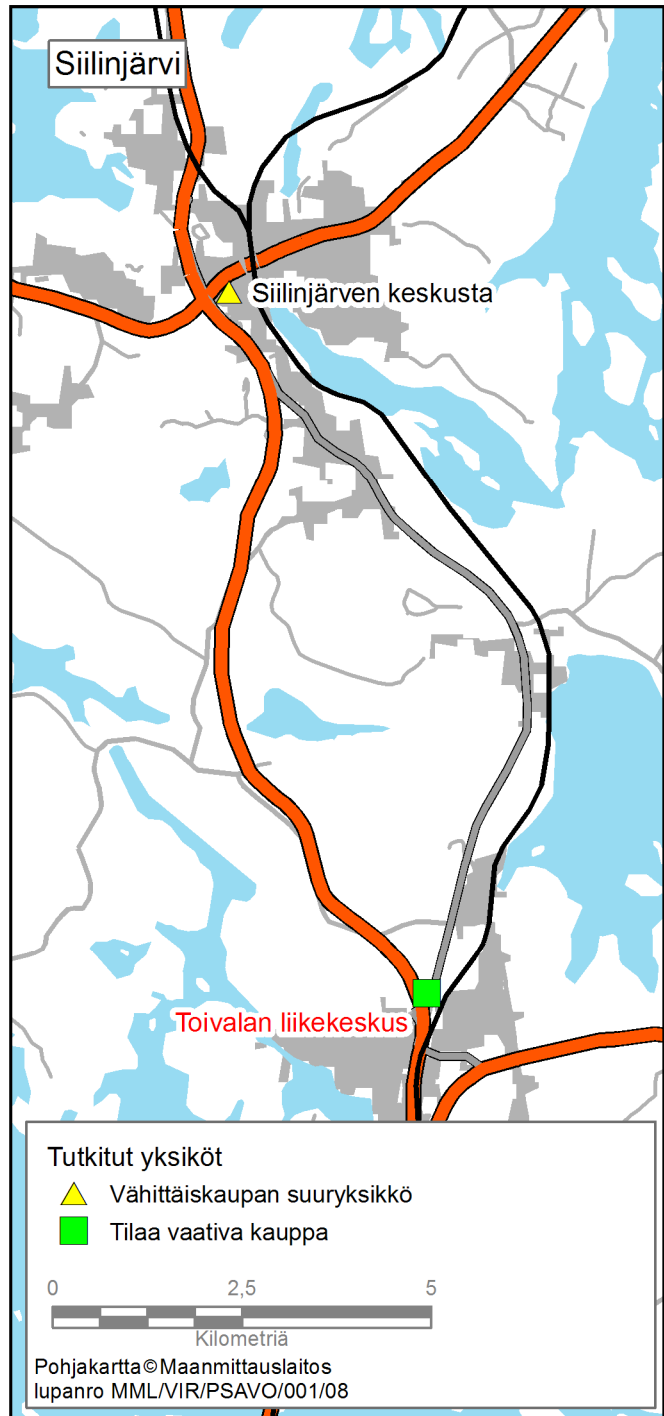 Siilinjärvi
Siilinjärven keskusta
Toivalan liikekeskus
Tutkitut yksiköt
Vähittäiskaupan suuryksikkö
Tilaa vaativa kauppa
0 2,5 5
Kilometriä
Pohjakartta©Maanmittauslaitos
lupanro MML/VIR/PSAVO/001/08